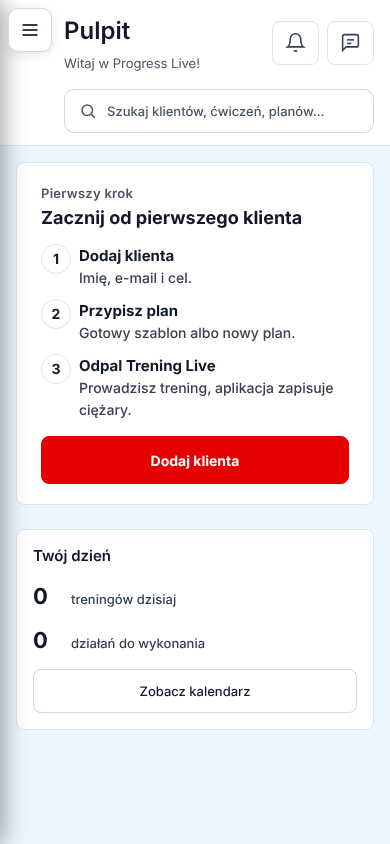 Pulpit
Witaj w Progress Live!
Szukaj klientów, ćwiczeń, planów...
Pierwszy krok
Zacznij od pierwszego klienta
1 Dodaj klienta
Imię, e-mail i cel.
2 Przypisz plan
Gotowy szablon albo nowy plan.
3 Odpal Trening Live
Prowadzisz trening, aplikacja zapisuje
ciężary.
Dodaj klienta
Twój dzień
0 treningów dzisiaj
0 działań do wykonania
Zobacz kalendarz